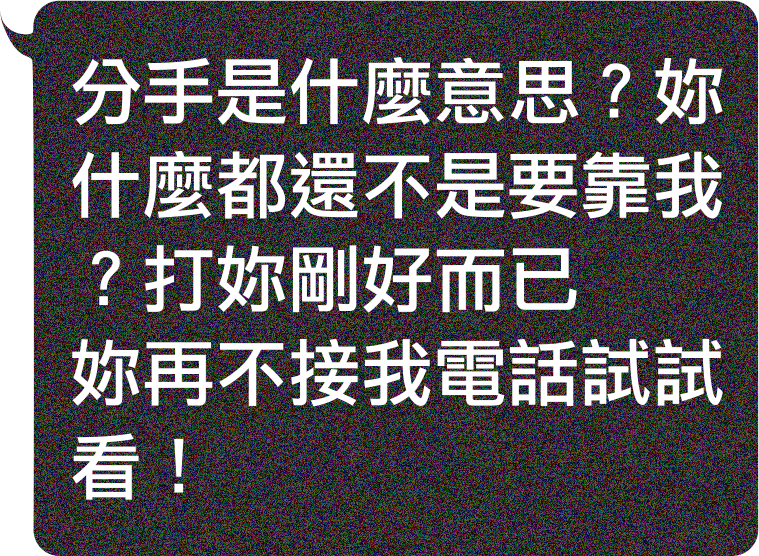 分手是什麼意思？妳
什麼都還不是要靠我
？打妳剛好而已
妳再不接我電話試試
看！